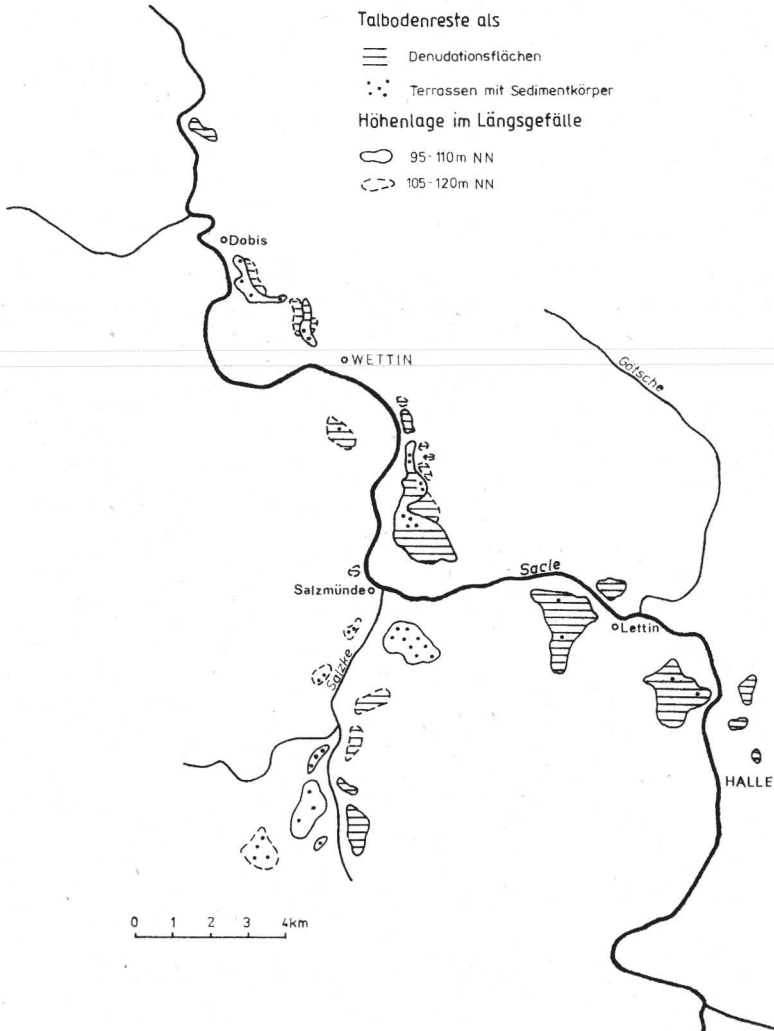 Talbodenreste als
Denudationsflächen
Terrassen mit Sedimentkörper
Höhenlage im Längsgefälle
95-110m NN
105-120m NN
Dobis
WETTIN
Götsche
Saale
Salzmünde
Lettin
Salzke
HALLE
0 1 2 3 4km